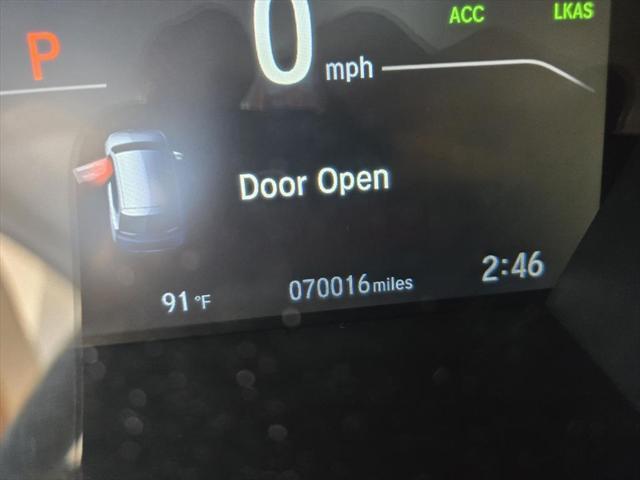 ACC LKAS
P 0 mph
Door Open
91 °F 070016 miles 2:46